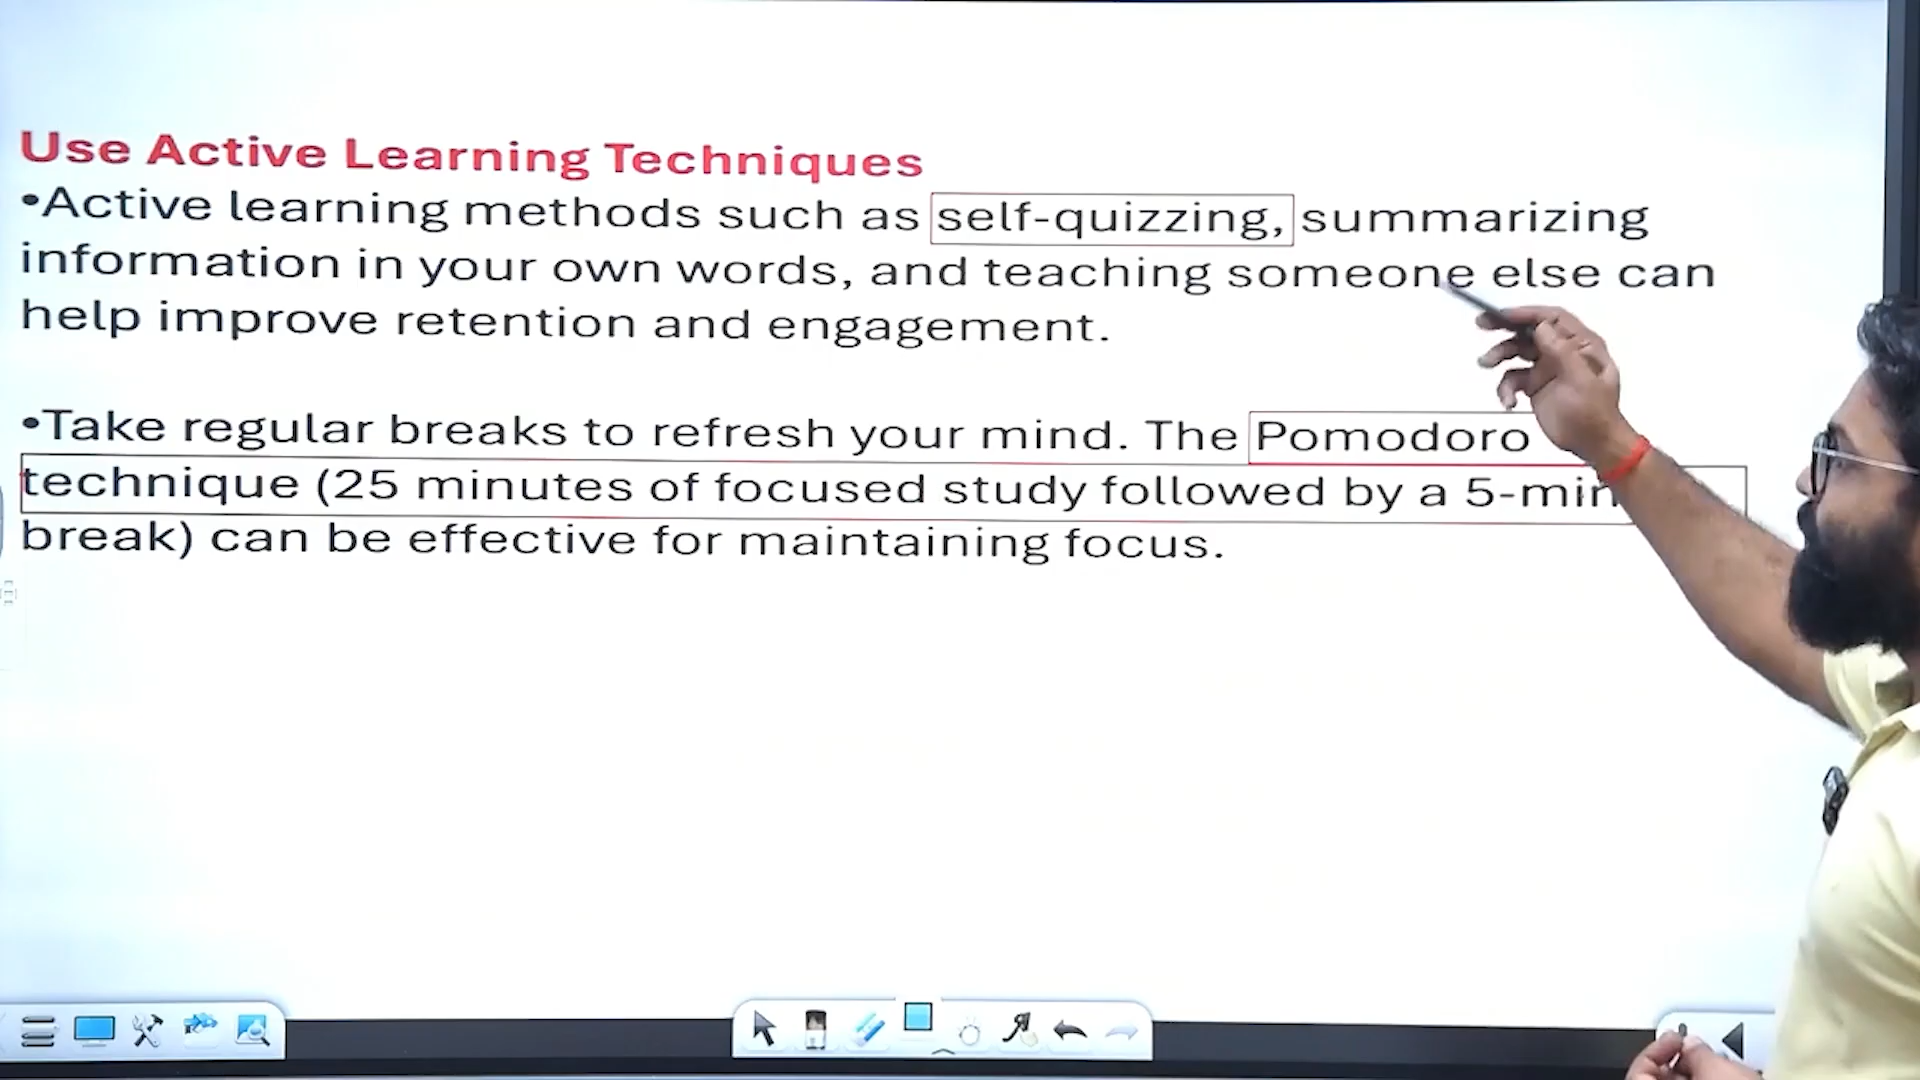 Use Active Learning Techniques
•Active learning methods such as self-quizzing, summarizing
information in your own words, and teaching someone else can
help improve retention and engagement.
•Take regular breaks to refresh your mind. The Pomodoro
technique (25 minutes of focused study followed by a 5-min
break) can be effective for maintaining focus.